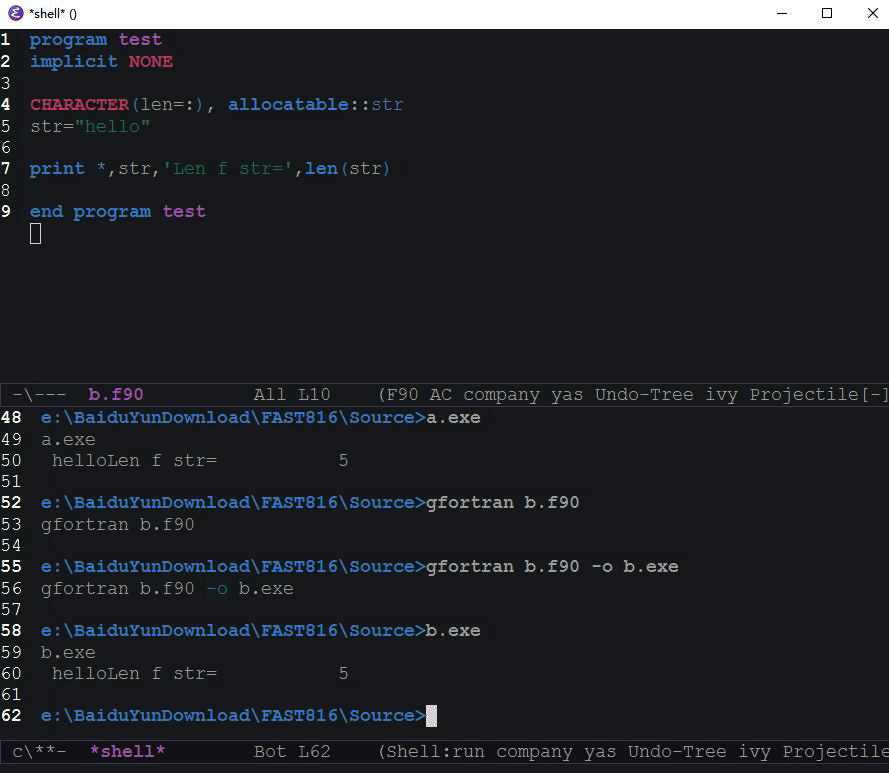 *shell* ()
1 program test
2 implicit NONE
3
4 CHARACTER(len=:), allocatable::str
5 str="hello"
6
7 print *,str,'Len f str=',len(str)
8
9 end program test
-\--- b.f90 All L10 (F90 AC company yas Undo-Tree ivy Projectile[-]
48 e:\BaiduYunDownload\FAST816\Source>a.exe
49 a.exe
50 helloLen f str= 5
51
52 e:\BaiduYunDownload\FAST816\Source>gfortran b.f90
53 gfortran b.f90
54
55 e:\BaiduYunDownload\FAST816\Source>gfortran b.f90 -o b.exe
56 gfortran b.f90 -o b.exe
57
58 e:\BaiduYunDownload\FAST816\Source>b.exe
59 b.exe
60 helloLen f str= 5
61
62 e:\BaiduYunDownload\FAST816\Source>
c\**- *shell* Bot L62 (Shell:run company yas Undo-Tree ivy Projectile